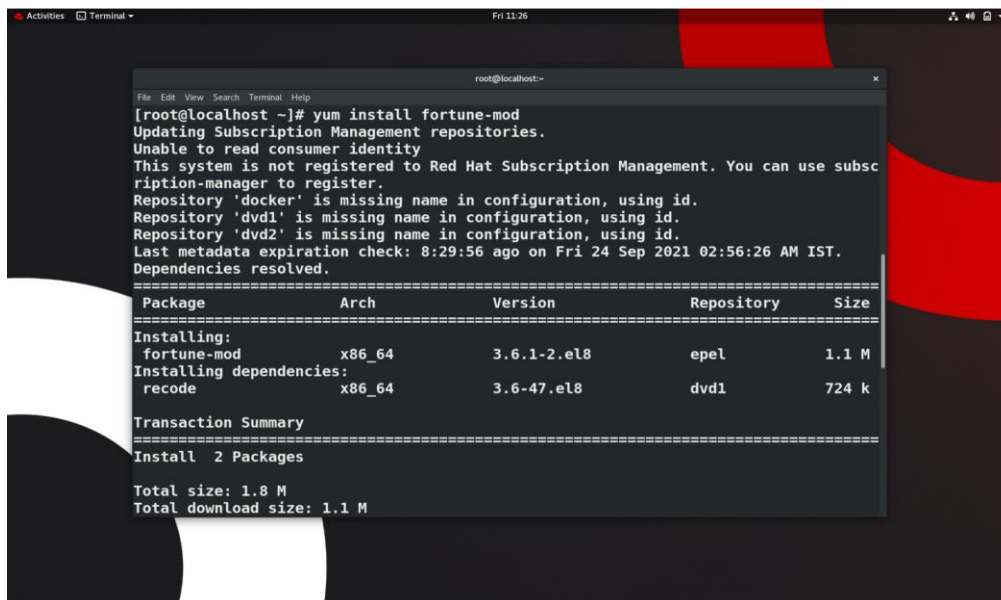 Activities Terminal Fri 11:26
root@localhost:~
File Edit View Search Terminal Help
[root@localhost ~]# yum install fortune-mod
Updating Subscription Management repositories.
Unable to read consumer identity
This system is not registered to Red Hat Subscription Management. You can use subsc
ription-manager to register.
Repository 'docker' is missing name in configuration, using id.
Repository 'dvd1' is missing name in configuration, using id.
Repository 'dvd2' is missing name in configuration, using id.
Last metadata expiration check: 8:29:56 ago on Fri 24 Sep 2021 02:56:26 AM IST.
Dependencies resolved.
================================================================================
Package Arch Version Repository Size
================================================================================
Installing:
fortune-mod x86_64 3.6.1-2.el8 epel 1.1 M
Installing dependencies:
recode x86_64 3.6-47.el8 dvd1 724 k
Transaction Summary
================================================================================
Install 2 Packages
Total size: 1.8 M
Total download size: 1.1 M